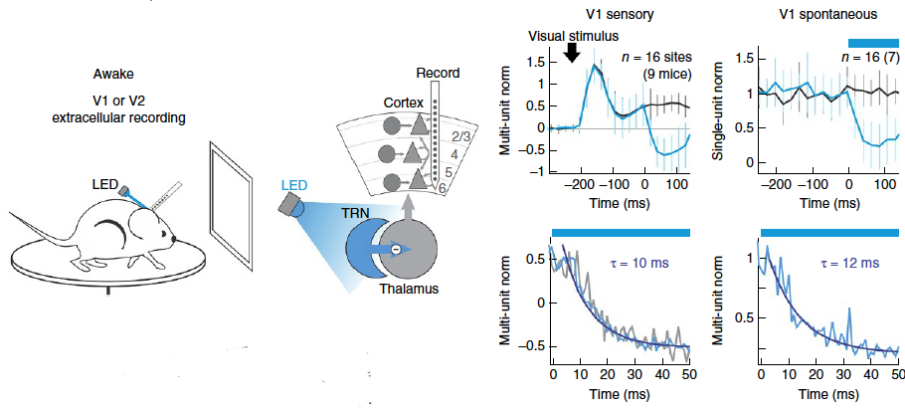 Awake
V1 or V2
extracellular recording
LED
Record
Cortex
2/3
4
5
6
LED
TRN
Thalamus
V1 sensory
Visual stimulus
n = 16 sites
(9 mice)
Multi-unit norm
1.5
1
0.5
0
−0.5
−1
−200 −100 0 100
Time (ms)
V1 spontaneous
n = 16 (7)
Single-unit norm
1.5
1
0.5
0
−200 −100 0 100
Time (ms)
τ = 10 ms
Multi-unit norm
0.5
0
−0.5
0 10 20 30 40 50
Time (ms)
τ = 12 ms
Multi-unit norm
1
0.5
0 10 20 30 40 50
Time (ms)